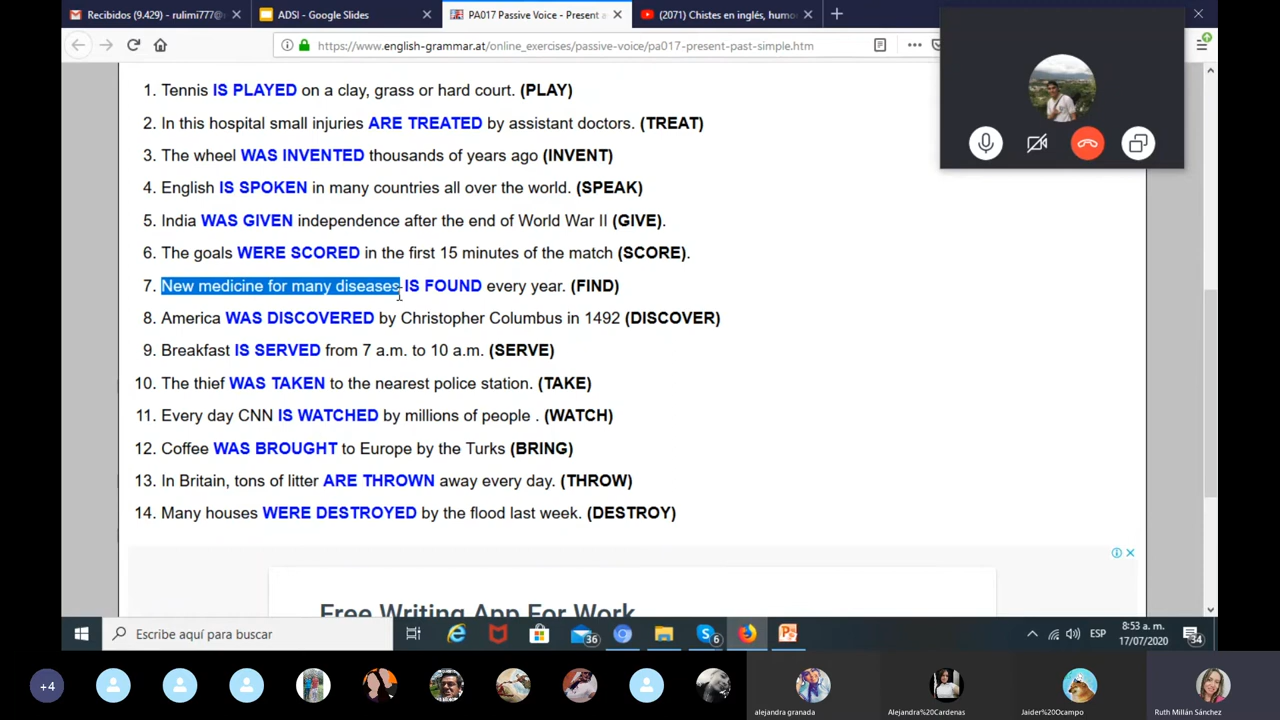 Recibidos (9.429) - rulimi777@
ADSI - Google Slides
PA017 Passive Voice - Present a
(2071) Chistes en inglés, humo
https://www.english-grammar.at/online_exercises/passive-voice/pa017-present-past-simple.htm
1. Tennis IS PLAYED on a clay, grass or hard court. (PLAY)
2. In this hospital small injuries ARE TREATED by assistant doctors. (TREAT)
3. The wheel WAS INVENTED thousands of years ago (INVENT)
4. English IS SPOKEN in many countries all over the world. (SPEAK)
5. India WAS GIVEN independence after the end of World War II (GIVE).
6. The goals WERE SCORED in the first 15 minutes of the match (SCORE).
7. New medicine for many diseases IS FOUND every year. (FIND)
8. America WAS DISCOVERED by Christopher Columbus in 1492 (DISCOVER)
9. Breakfast IS SERVED from 7 a.m. to 10 a.m. (SERVE)
10. The thief WAS TAKEN to the nearest police station. (TAKE)
11. Every day CNN IS WATCHED by millions of people . (WATCH)
12. Coffee WAS BROUGHT to Europe by the Turks (BRING)
13. In Britain, tons of litter ARE THROWN away every day. (THROW)
14. Many houses WERE DESTROYED by the flood last week. (DESTROY)
Free Writing App For Work
Escribe aquí para buscar
36
6
ESP
8:53 a. m.
17/07/2020
34
+4
alejandra granada
Alejandra%20Cardenas
Jaider%20Ocampo
Ruth Millán Sánchez